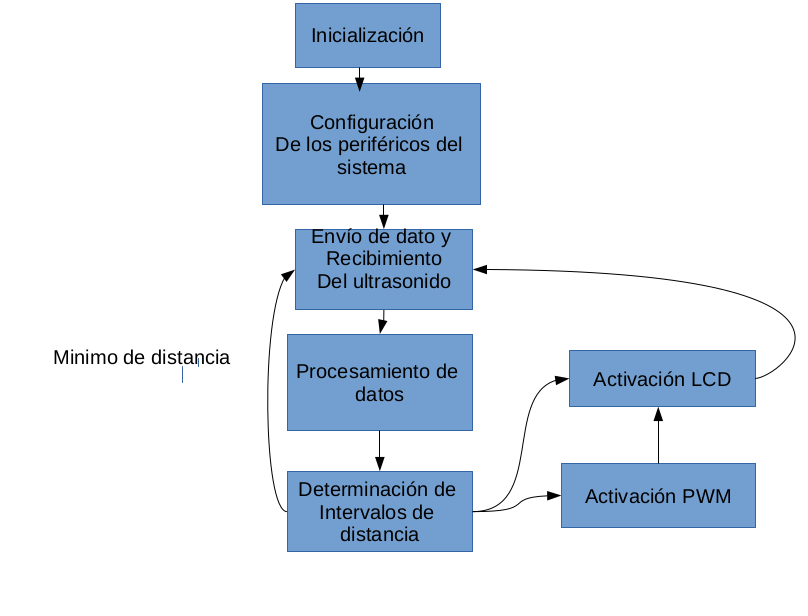 Inicialización
Configuración
De los periféricos del
sistema
Envío de dato y
Recibimiento
Del ultrasonido
Minimo de distancia
Procesamiento de
datos
Activación LCD
Determinación de
Intervalos de
distancia
Activación PWM